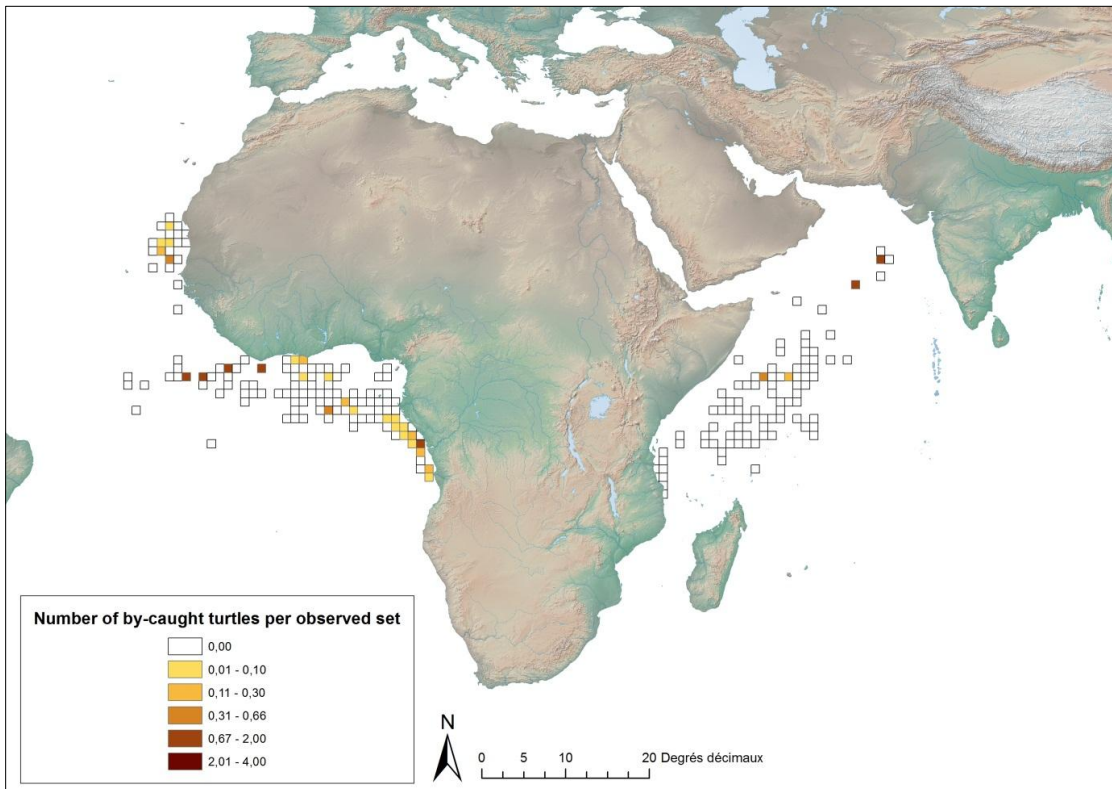 Number of by-caught turtles per observed set
0,00
0,01 - 0,10
0,11 - 0,30
0,31 - 0,66
0,67 - 2,00
2,01 - 4,00
N
0 5 10 20 Degrés décimaux